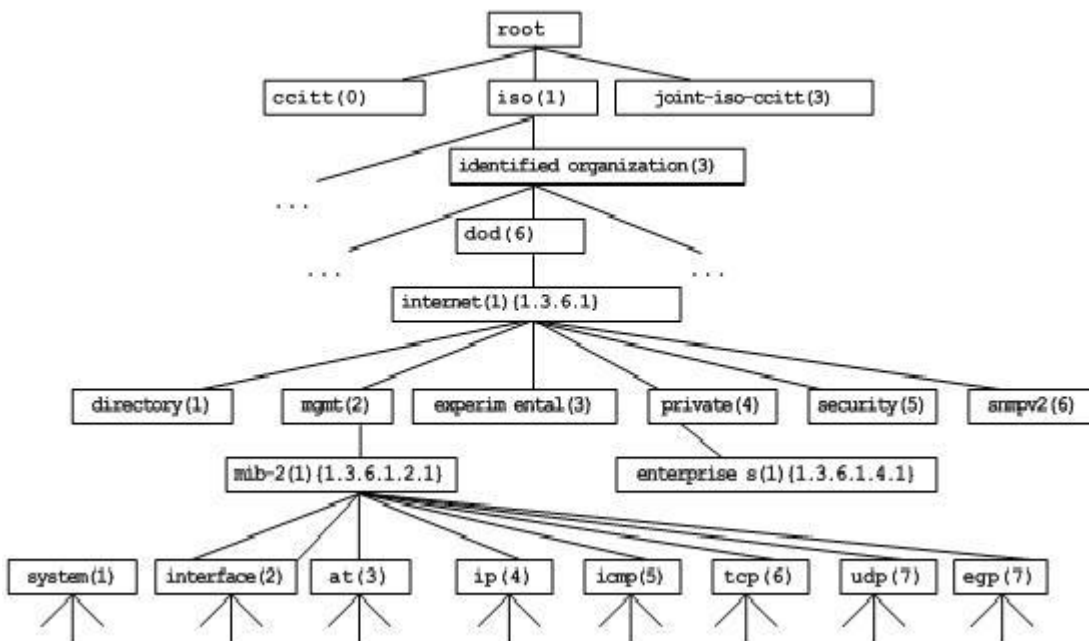 root
ccitt(0) iso(1) joint-iso-ccitt(3)
identified organization(3)
...
dod(6)
... ...
internet(1){1.3.6.1}
directory(1) mgmt(2) experim ental(3) private(4) security(5) snmpv2(6)
mib-2(1){1.3.6.1.2.1} enterprise s(1){1.3.6.1.4.1}
system(1) interface(2) at(3) ip(4) icmp(5) tcp(6) udp(7) egp(7)